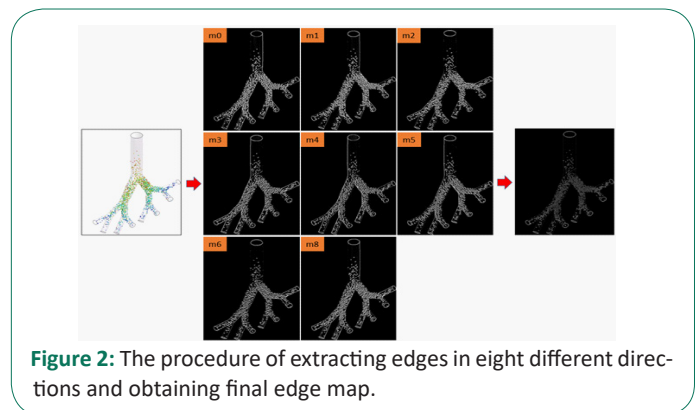 m0 m1 m2
m3 m4 m5
m6 m8
Figure 2: The procedure of extracting edges in eight different direc-
tions and obtaining final edge map.